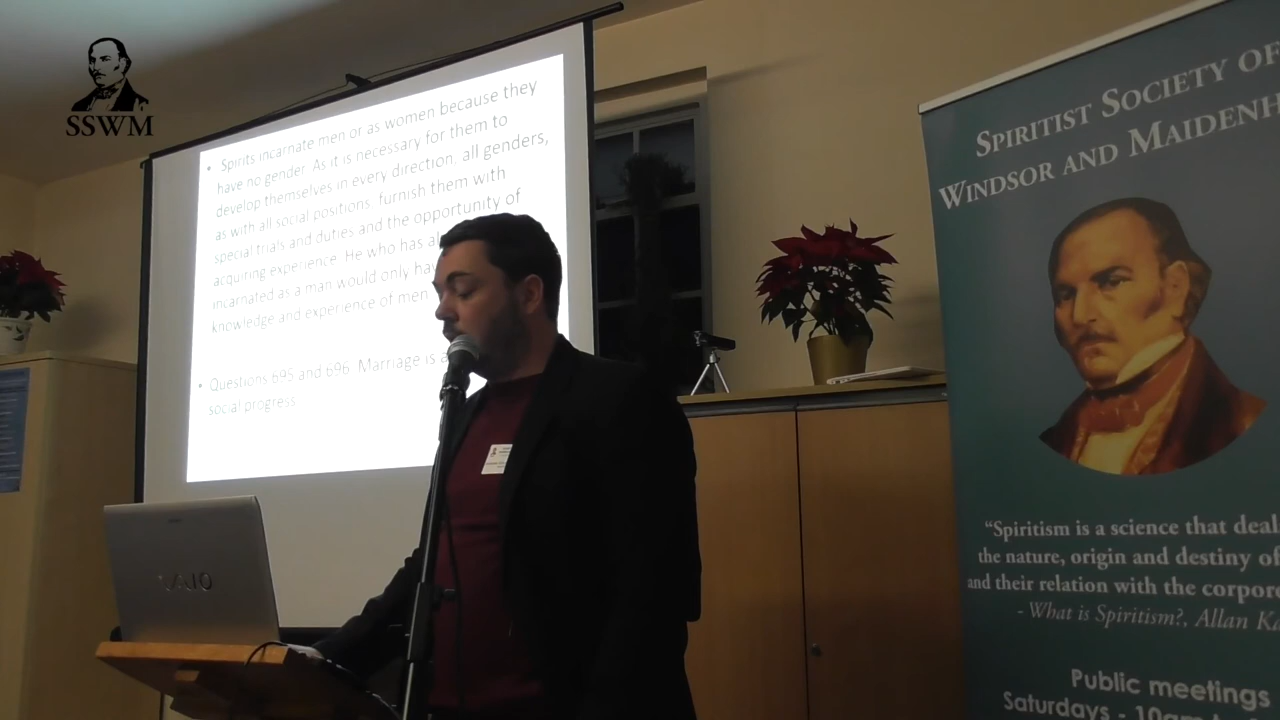 SSWM
• Spirits incarnate men or as women because they
have no gender. As it is necessary for them to
develop themselves in every direction, all genders,
as with all social positions, furnish them with
special trials and duties and the opportunity of
acquiring experience. He who has
incarnated as a man would only
knowledge and experience of men
• Questions 695 and 696. Marriage is
social progress.
VAIO
SPIRITIST SOCIETY OF
WINDSOR AND MAIDENH
“Spiritism is a science that deal
the nature, origin and destiny of
and their relation with the corpor
- What is Spiritism?, Allan Ka
Public meetings
Saturdays - 10